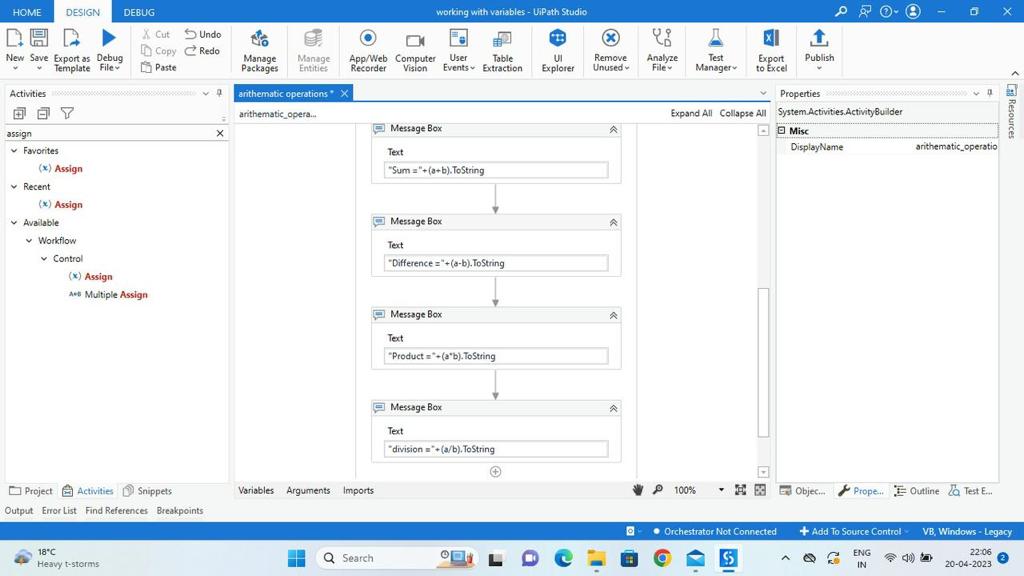 HOME
DESIGN
DEBUG
working with variables - UiPath Studio
New
Save
Export as Template
Debug File
Cut
Copy
Paste
Undo
Redo
Manage Packages
Manage Entities
App/Web Recorder
Computer Vision
User Events
Table Extraction
UI Explorer
Remove Unused
Analyze File
Test Manager
Export to Excel
Publish
Activities
assign
Favorites
Assign
Recent
Assign
Available
Workflow
Control
Assign
A=B Multiple Assign
Project
Activities
Snippets
arithematic operations *
arithematic_opera...
Expand All
Collapse All
Message Box
Text
"Sum ="+(a+b).ToString
Message Box
Text
"Difference ="+(a-b).ToString
Message Box
Text
"Product ="+(a*b).ToString
Message Box
Text
"division ="+(a/b).ToString
Variables
Arguments
Imports
100%
Properties
System.Activities.ActivityBuilder
Misc
DisplayName
arithematic_operatio
Resources
Objec...
Prope...
Outline
Test E...
Output
Error List
Find References
Breakpoints
Orchestrator Not Connected
Add To Source Control
VB, Windows - Legacy
18°C
Heavy t-storms
Search
ENG
IN
22:06
20-04-2023
2